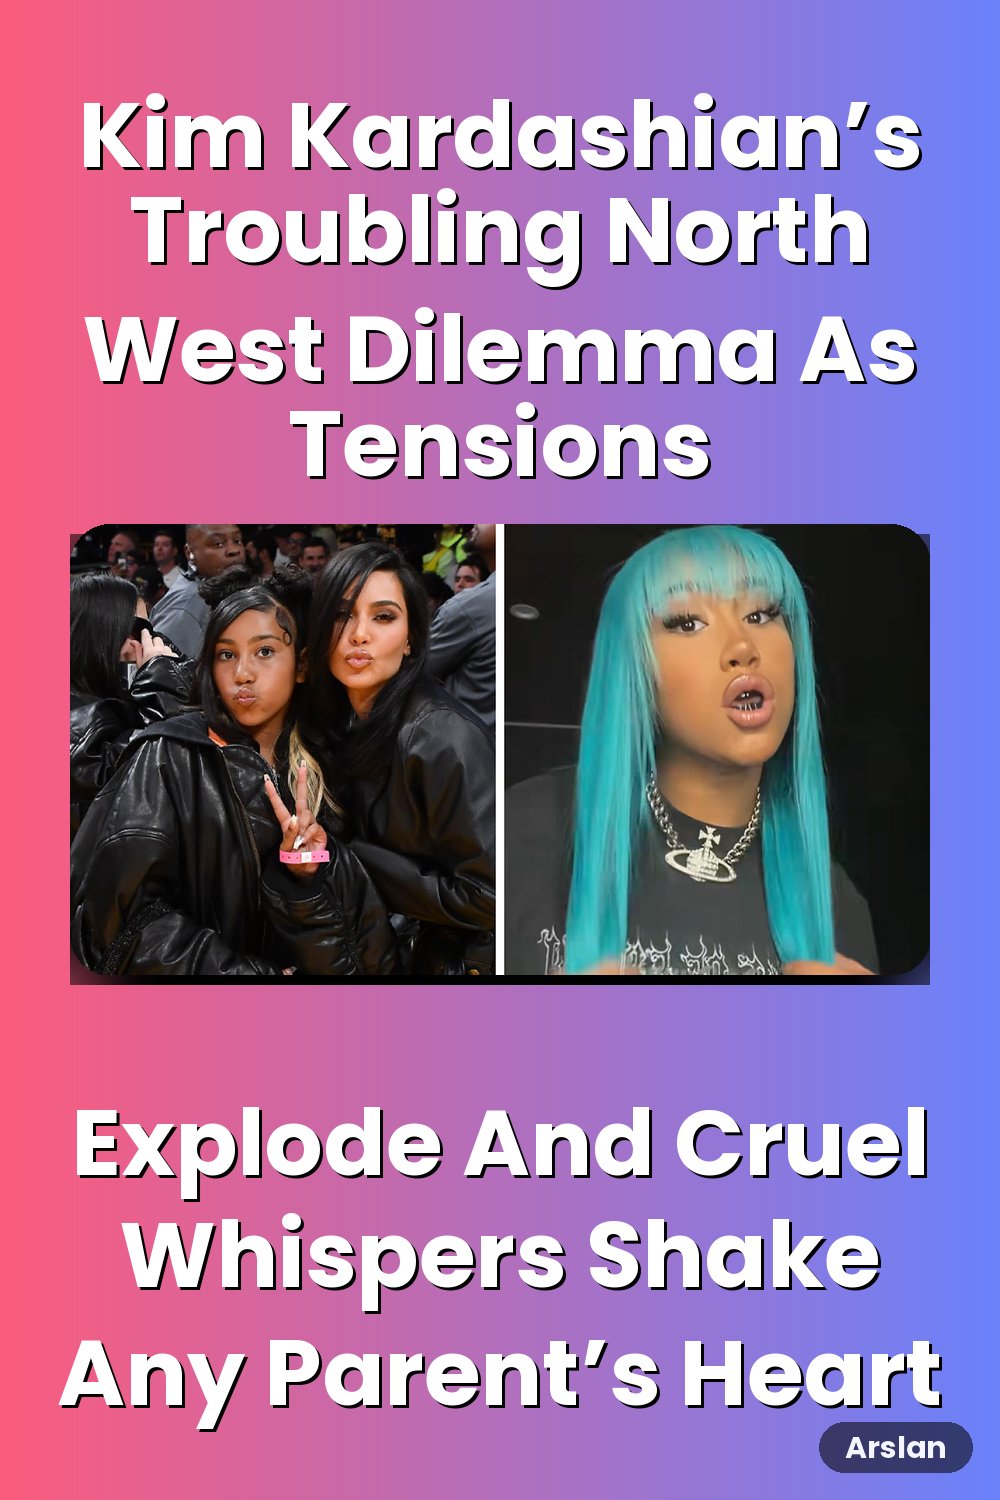 Kim Kardashian’s
Troubling North
West Dilemma As
Tensions
Explode And Cruel
Whispers Shake
Any Parent’s Heart
Arslan